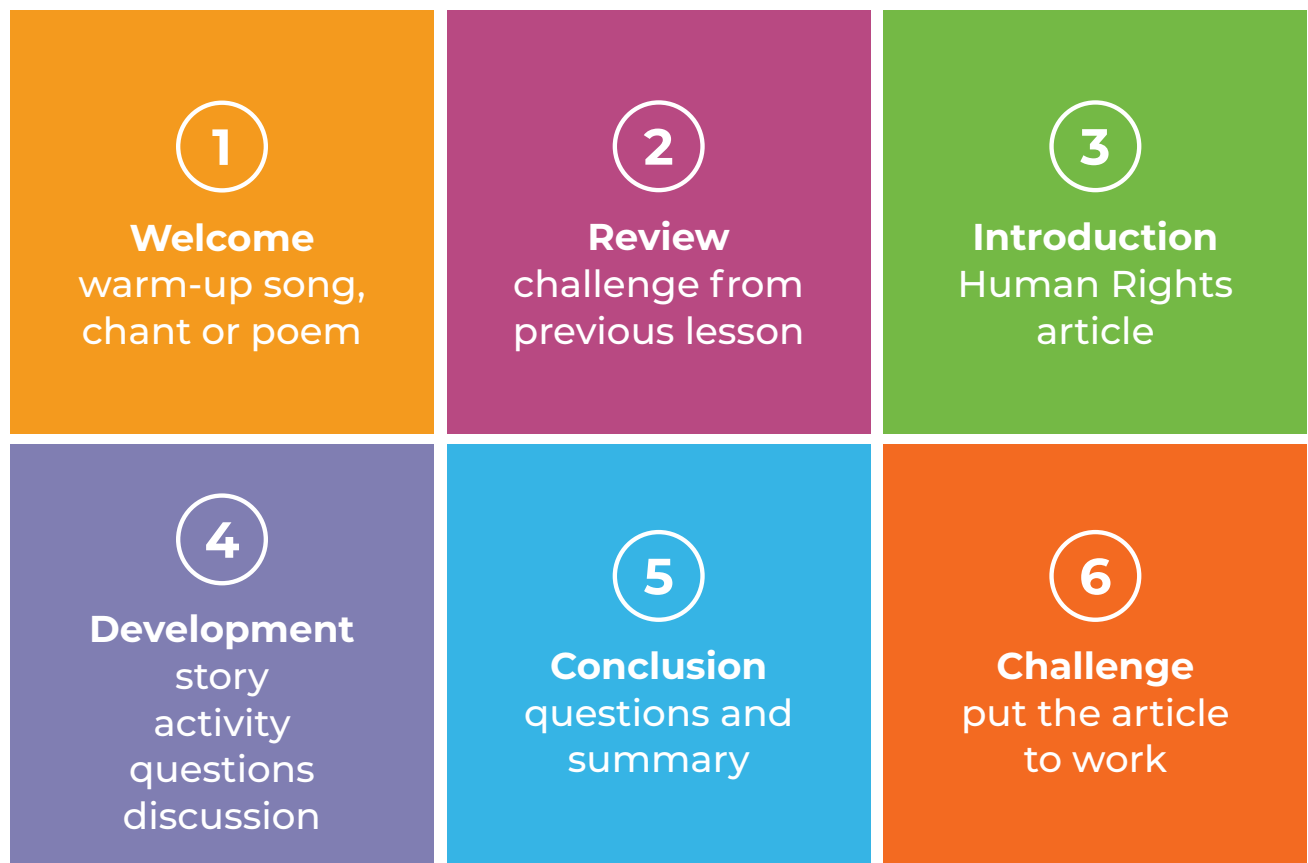 1
Welcome
warm-up song,
chant or poem
2
Review
challenge from
previous lesson
3
Introduction
Human Rights
article
4
Development
story
activity
questions
discussion
5
Conclusion
questions and
summary
6
Challenge
put the article
to work